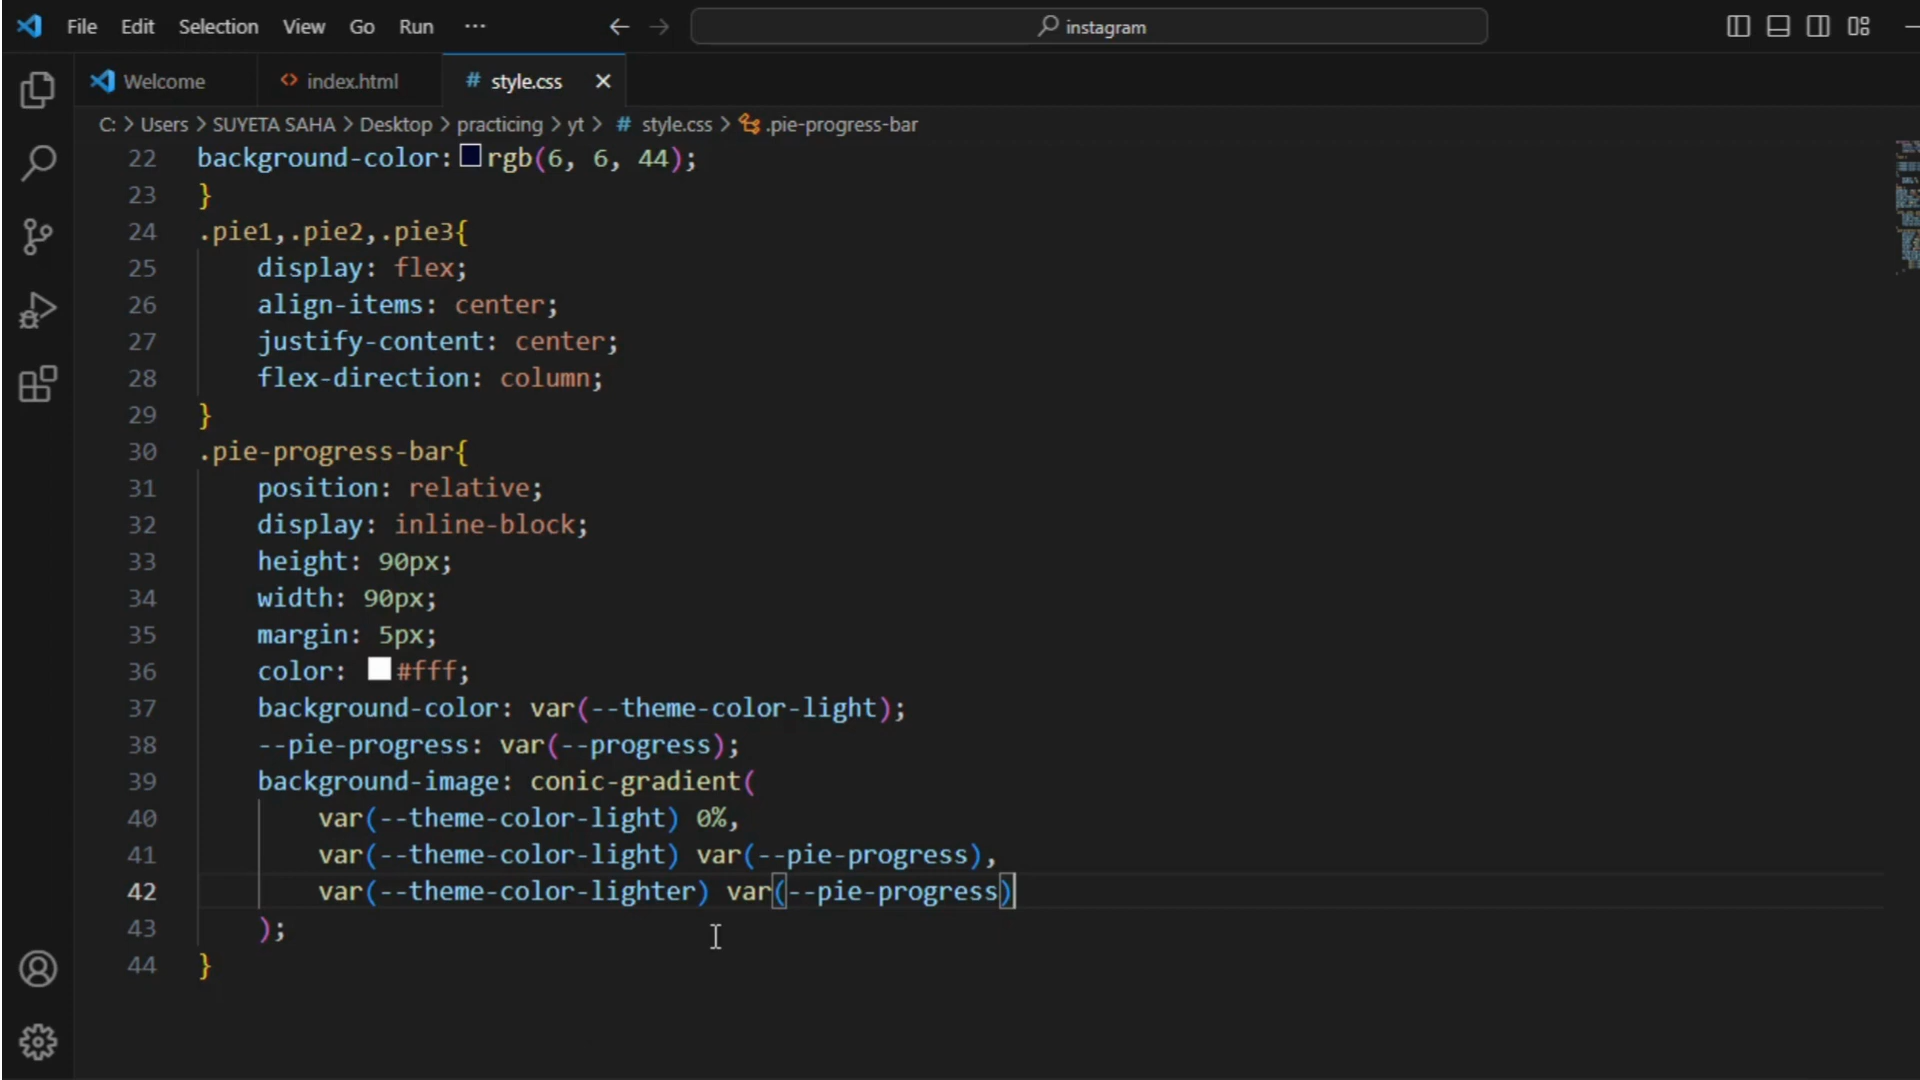 File Edit Selection View Go Run ···
instagram
Welcome
index.html
# style.css
C: > Users > SUYETA SAHA > Desktop > practicing > yt > # style.css > .pie-progress-bar
22 background-color: rgb(6, 6, 44);
23 }
24 .pie1,.pie2,.pie3{
25 display: flex;
26 align-items: center;
27 justify-content: center;
28 flex-direction: column;
29 }
30 .pie-progress-bar{
31 position: relative;
32 display: inline-block;
33 height: 90px;
34 width: 90px;
35 margin: 5px;
36 color: #fff;
37 background-color: var(--theme-color-light);
38 --pie-progress: var(--progress);
39 background-image: conic-gradient(
40 var(--theme-color-light) 0%,
41 var(--theme-color-light) var(--pie-progress),
42 var(--theme-color-lighter) var(--pie-progress)
43 );
44 }